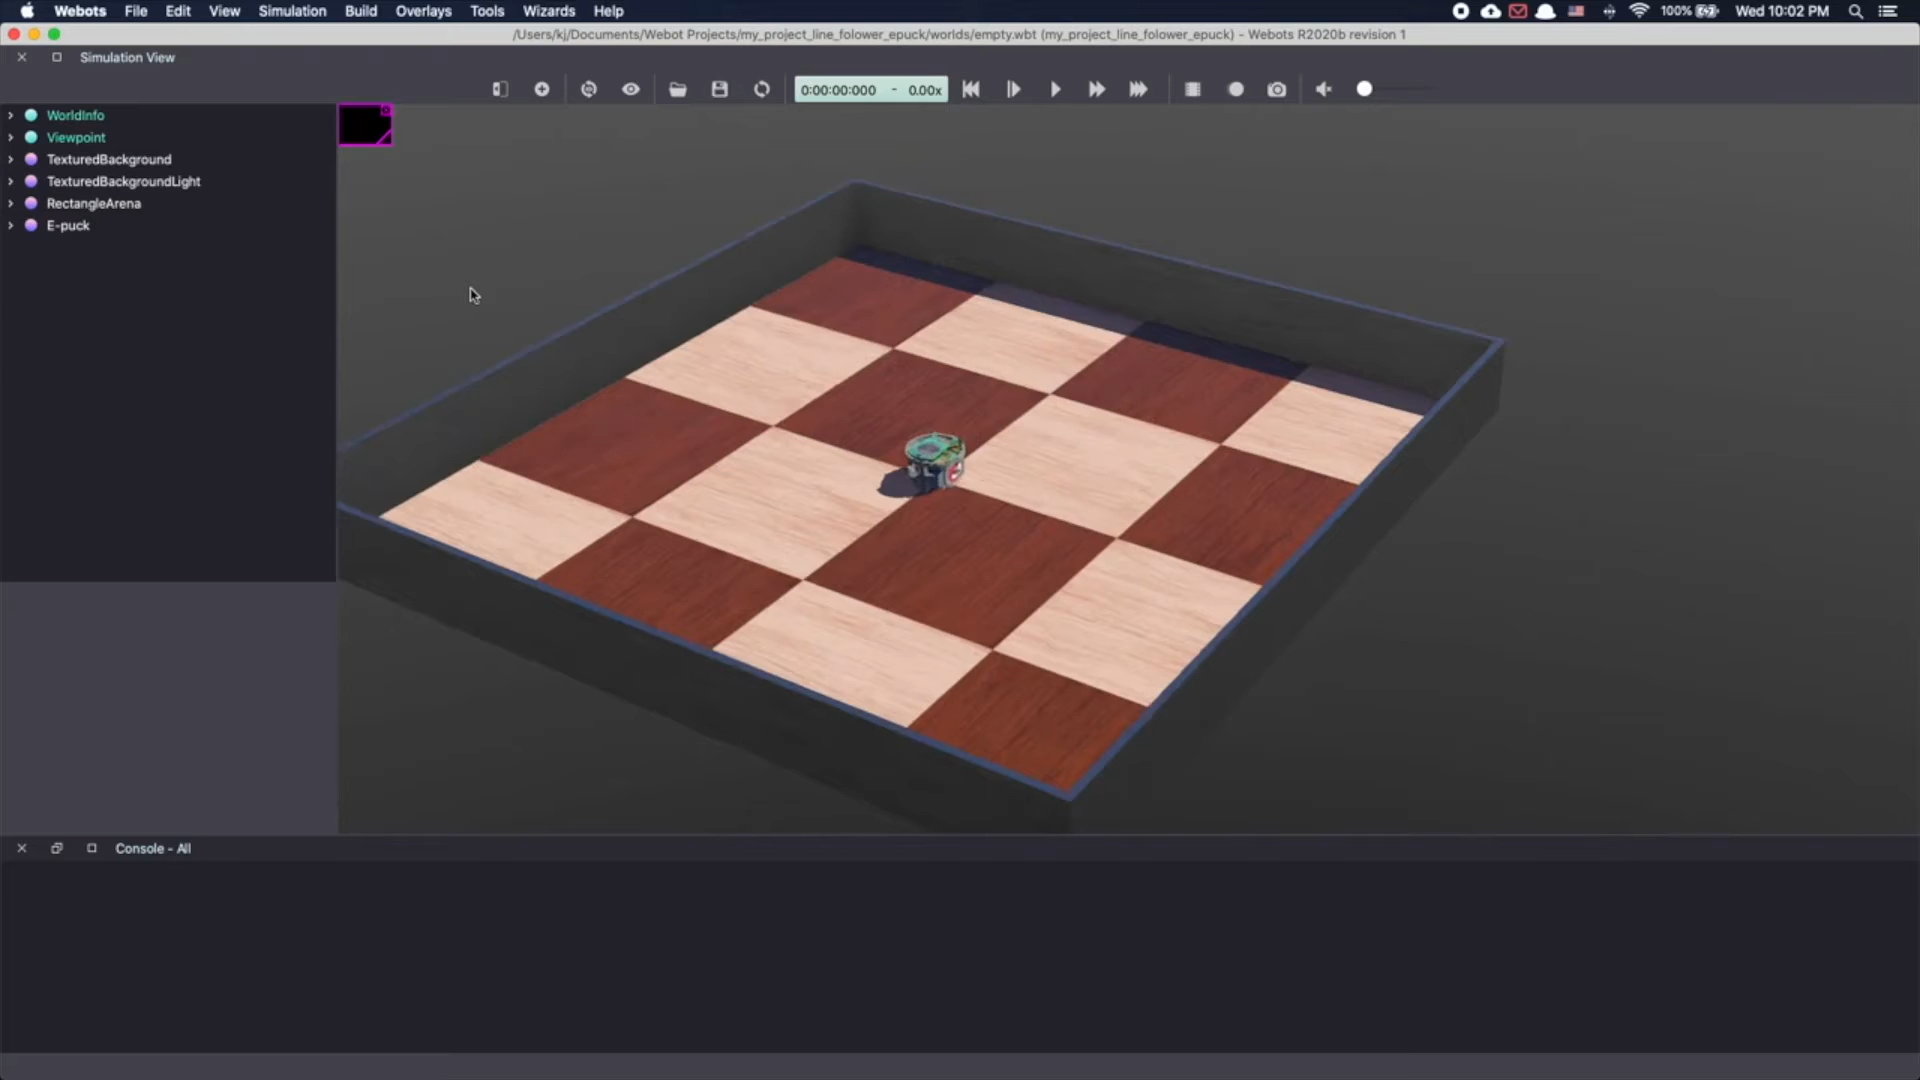 Webots File Edit View Simulation Build Overlays Tools Wizards Help 100% Wed 10:02 PM
/Users/kj/Documents/Webot Projects/my_project_line_folower_epuck/worlds/empty.wbt (my_project_line_folower_epuck) - Webots R2020b revision 1
Simulation View
0:00:00:000 - 0.00x
WorldInfo
Viewpoint
TexturedBackground
TexturedBackgroundLight
RectangleArena
E-puck
Console - All